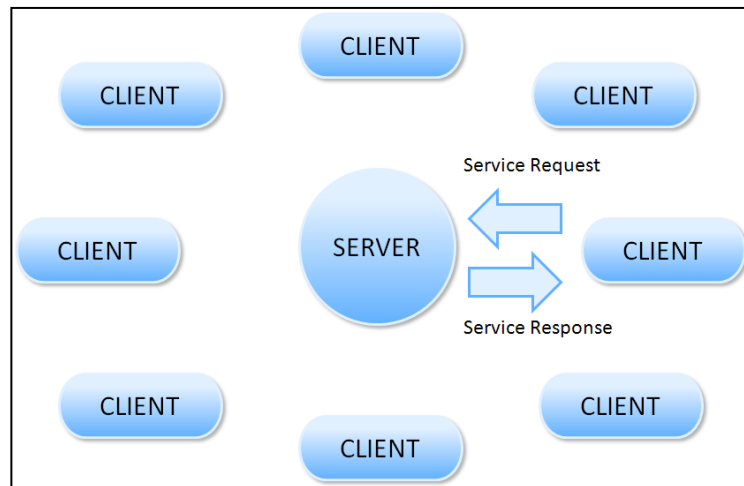 CLIENT
CLIENT
CLIENT
Service Request
CLIENT
SERVER
CLIENT
Service Response
CLIENT
CLIENT
CLIENT